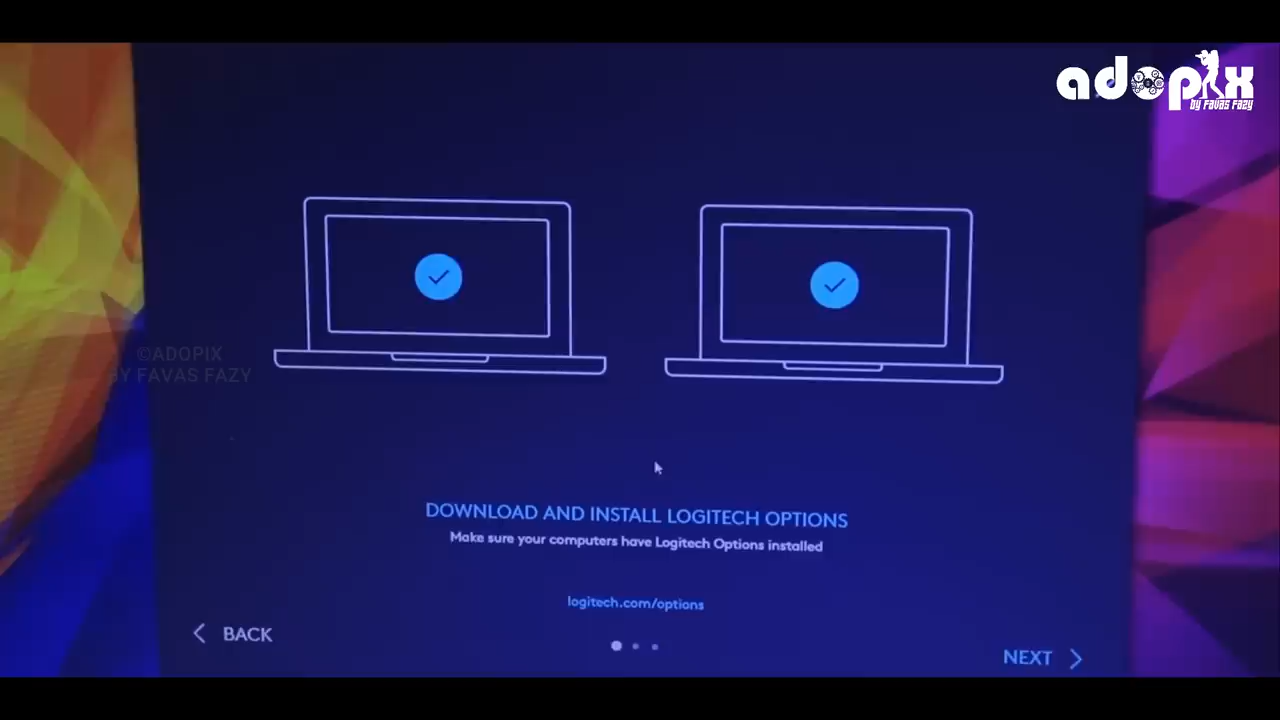 adopix
BY FAVAS FAZY
©ADOPIX
BY FAVAS FAZY
DOWNLOAD AND INSTALL LOGITECH OPTIONS
Make sure your computers have Logitech Options installed
logitech.com/options
BACK
NEXT